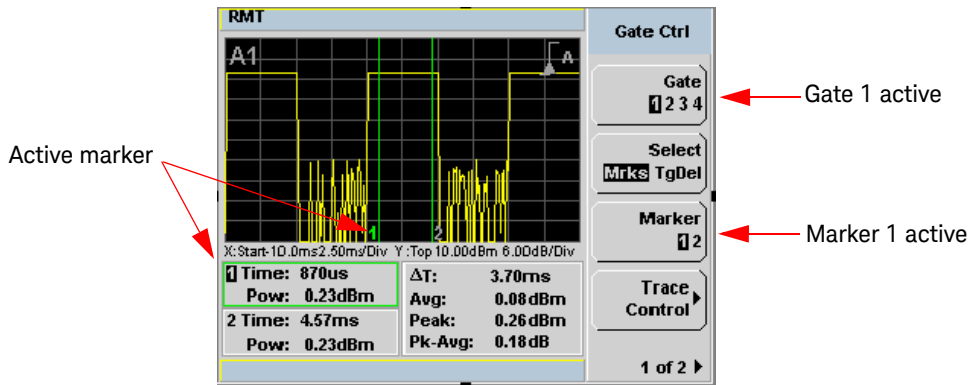 RMT
Gate Ctrl
A1
A
Gate
1 2 3 4
Gate 1 active
Select
Mrks TgDel
Active marker
Marker
1 2
Marker 1 active
1
2
X:Start-10.0ms2.50ms/Div Y:Top 10.00dBm 6.00dB/Div
1 Time: 870us
Pow: 0.23dBm
2 Time: 4.57ms
Pow: 0.23dBm
ΔT: 3.70ms
Avg: 0.08dBm
Peak: 0.26dBm
Pk-Avg: 0.18dB
Trace
Control
1 of 2